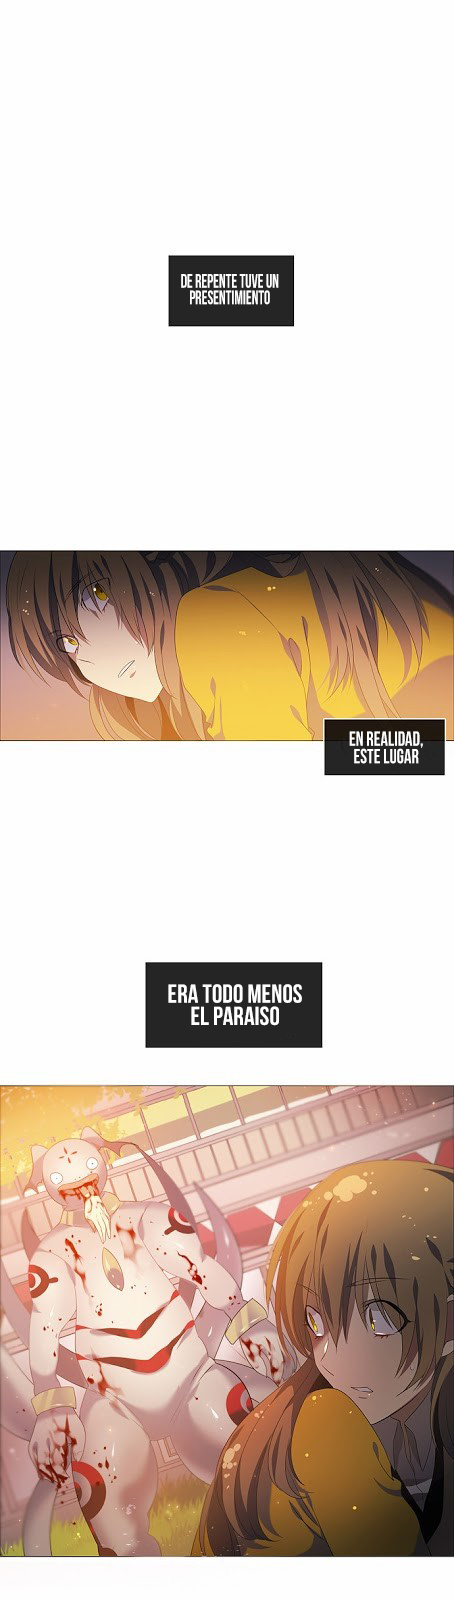 DE REPENTE TUVE UN
PRESENTIMIENTO
EN REALIDAD,
ESTE LUGAR
ERA TODO MENOS
EL PARAISO